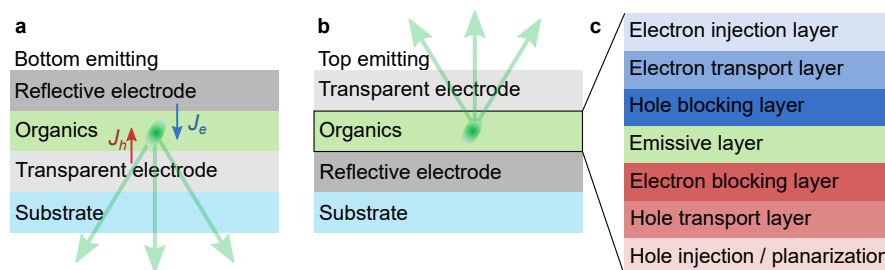 a
Bottom emitting
Reflective electrode
Organics
J_h
J_e
Transparent electrode
Substrate
b
Top emitting
Transparent electrode
Organics
Reflective electrode
Substrate
c
Electron injection layer
Electron transport layer
Hole blocking layer
Emissive layer
Electron blocking layer
Hole transport layer
Hole injection / planarization